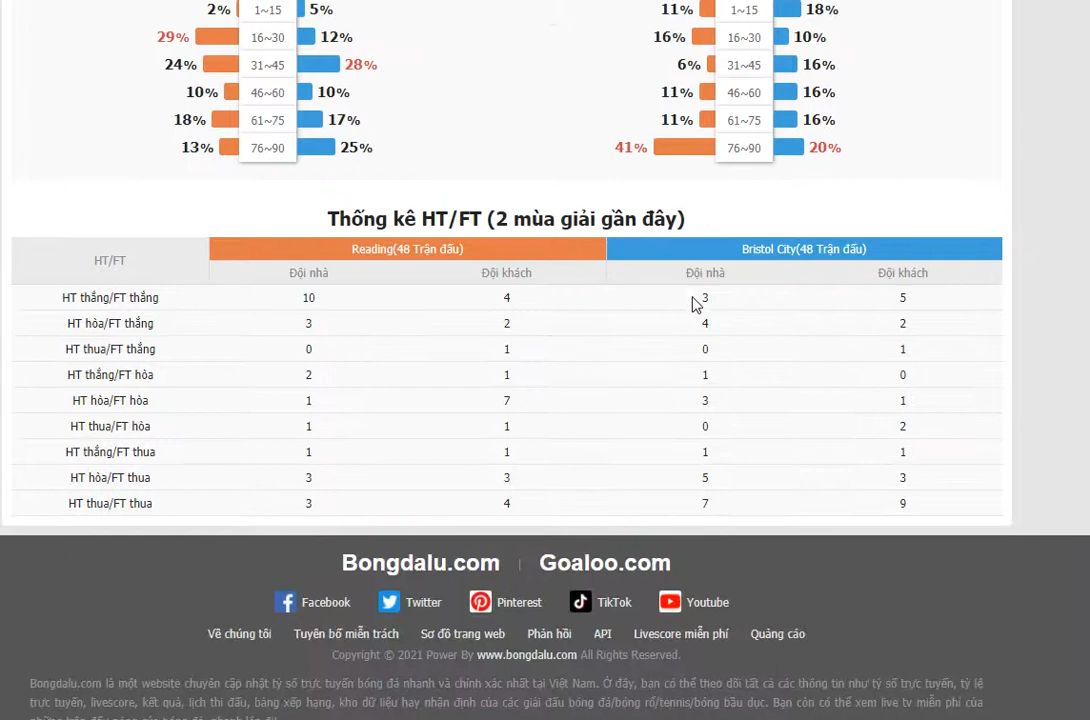 2% 1~15 5% 11% 1~15 18%
29% 16~30 12% 16% 16~30 10%
24% 31~45 28% 6% 31~45 16%
10% 46~60 10% 11% 46~60 16%
18% 61~75 17% 11% 61~75 16%
13% 76~90 25% 41% 76~90 20%
Thống kê HT/FT (2 mùa giải gần đây)
HT/FT Reading(48 Trận đấu) Bristol City(48 Trận đấu)
Đội nhà Đội khách Đội nhà Đội khách
HT thắng/FT thắng 10 4 3 5
HT hòa/FT thắng 3 2 4 2
HT thua/FT thắng 0 1 0 1
HT thắng/FT hòa 2 1 1 0
HT hòa/FT hòa 1 7 3 1
HT thua/FT hòa 1 1 0 2
HT thắng/FT thua 1 1 1 1
HT hòa/FT thua 3 3 5 3
HT thua/FT thua 3 4 7 9
Bongdalu.com | Goaloo.com
Facebook Twitter Pinterest TikTok Youtube
Về chúng tôi Tuyên bố miễn trách Sơ đồ trang web Phản hồi API Livescore miễn phí Quảng cáo
Copyright © 2021 Power By www.bongdalu.com All Rights Reserved.
Bongdalu.com là một website chuyên cập nhật tỷ số trực tuyến bóng đá nhanh và chính xác nhất tại Việt Nam. Ở đây, bạn có thể theo dõi tất cả các thông tin như tỷ số trực tuyến, tỷ lệ
trực tuyến, livescore, kết quả, lịch thi đấu, bảng xếp hạng, kho dữ liệu hay nhận định của các giải đấu bóng đá/bóng rổ/tennis/bóng bầu dục. Bạn còn có thể xem live tv miễn phí của